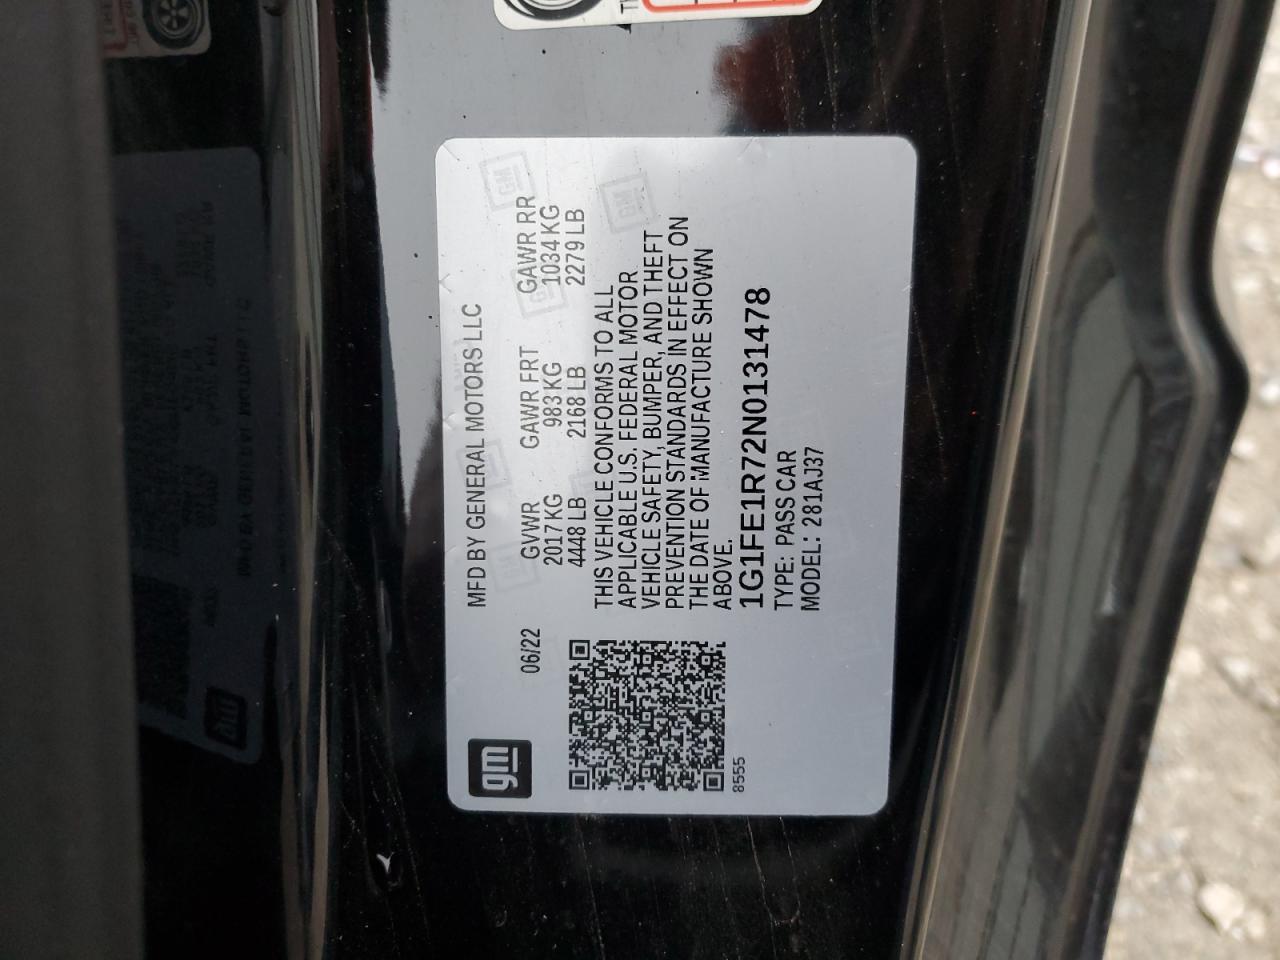 gm
MFD BY GENERAL MOTORS LLC
06/22
GVWR GAWR FRT GAWR RR
2017 KG 983 KG 1034 KG
4448 LB 2168 LB 2279 LB
THIS VEHICLE CONFORMS TO ALL
APPLICABLE U.S. FEDERAL MOTOR
VEHICLE SAFETY, BUMPER, AND THEFT
PREVENTION STANDARDS IN EFFECT ON
THE DATE OF MANUFACTURE SHOWN
ABOVE.
8555
1G1FE1R72N0131478
TYPE: PASS CAR
MODEL: 281AJ37
GM
GM